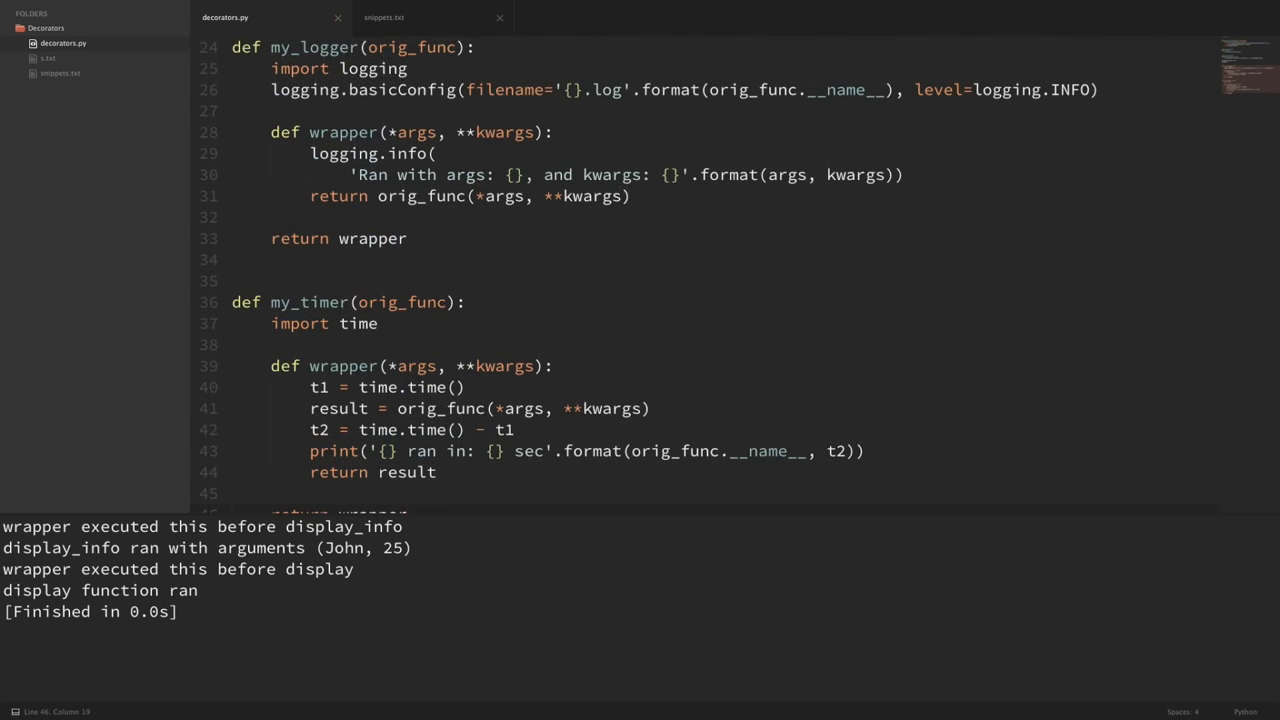 FOLDERS
Decorators
decorators.py
s.txt
snippets.txt
decorators.py
snippets.txt
24 def my_logger(orig_func):
25     import logging
26     logging.basicConfig(filename='{}.log'.format(orig_func.__name__), level=logging.INFO)
27
28     def wrapper(*args, **kwargs):
29         logging.info(
30             'Ran with args: {}, and kwargs: {}'.format(args, kwargs))
31         return orig_func(*args, **kwargs)
32
33     return wrapper
34
35
36 def my_timer(orig_func):
37     import time
38
39     def wrapper(*args, **kwargs):
40         t1 = time.time()
41         result = orig_func(*args, **kwargs)
42         t2 = time.time() - t1
43         print('{} ran in: {} sec'.format(orig_func.__name__, t2))
44         return result
45
wrapper executed this before display_info
display_info ran with arguments (John, 25)
wrapper executed this before display
display function ran
[Finished in 0.0s]
Line 46, Column 19
Spaces: 4
Python